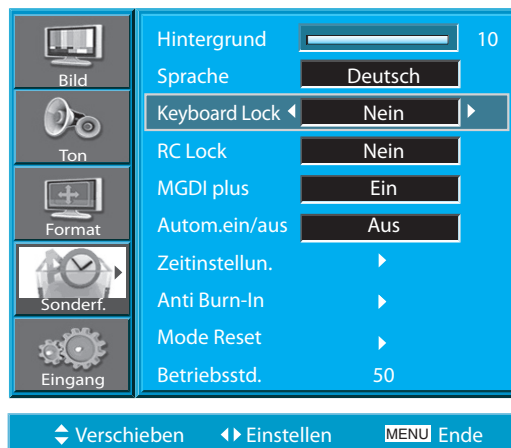 Bild
Ton
Format
Sonderf.
Eingang
Hintergrund 10
Sprache Deutsch
Keyboard Lock Nein
RC Lock Nein
MGDI plus Ein
Autom.ein/aus Aus
Zeitinstellun.
Anti Burn-In
Mode Reset
Betriebsstd. 50
Verschieben Einstellen MENU Ende